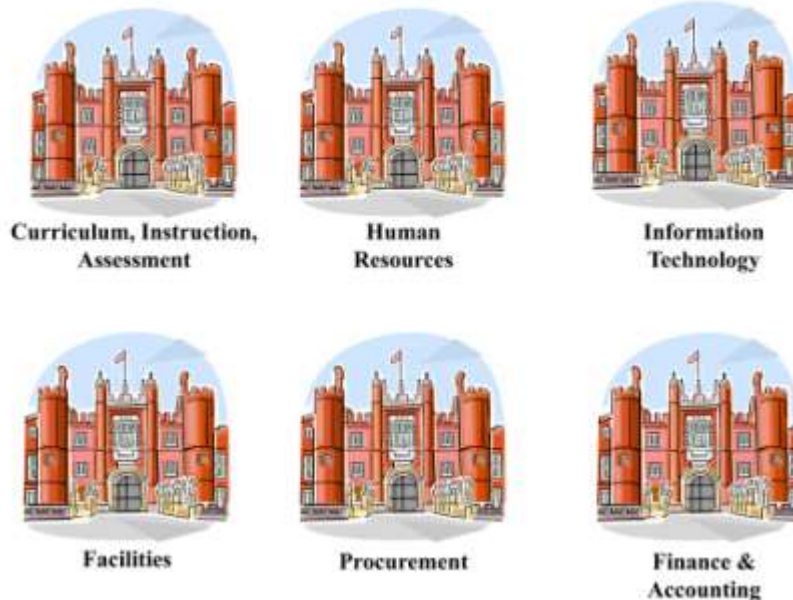 Curriculum, Instruction,
Assessment
Human
Resources
Information
Technology
Facilities
Procurement
Finance &
Accounting